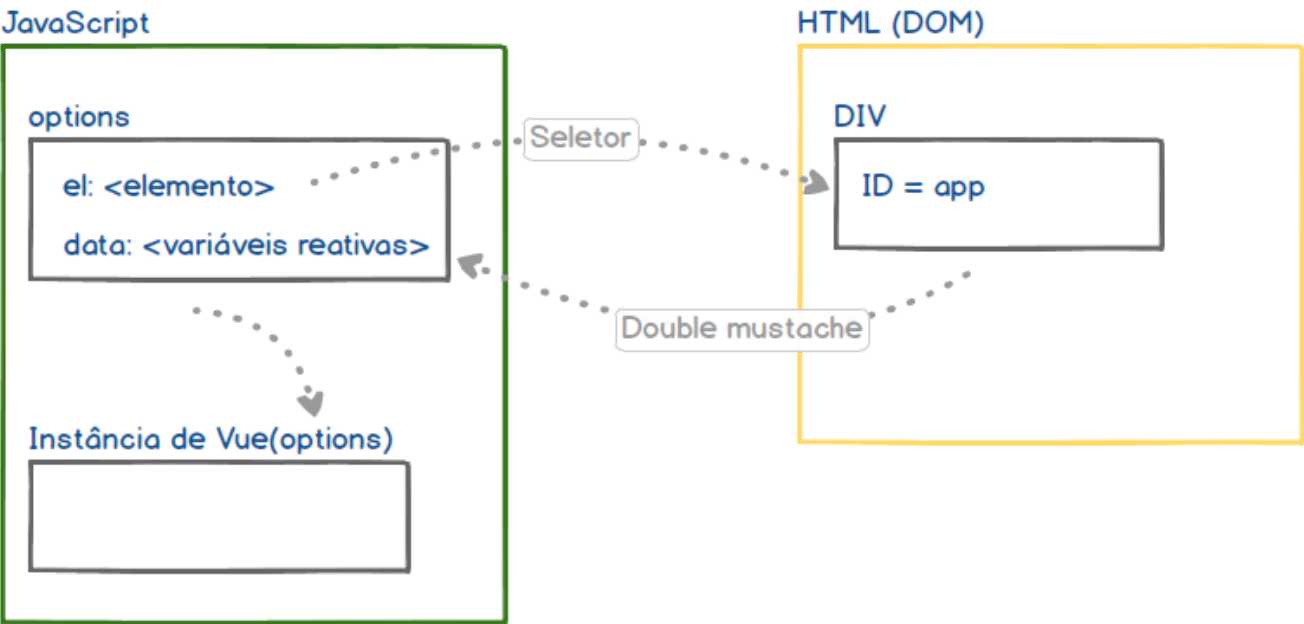 JavaScript
HTML (DOM)
options
DIV
Seletor
el: <elemento>
ID = app
data: <variáveis reativas>
Double mustache
Instância de Vue(options)